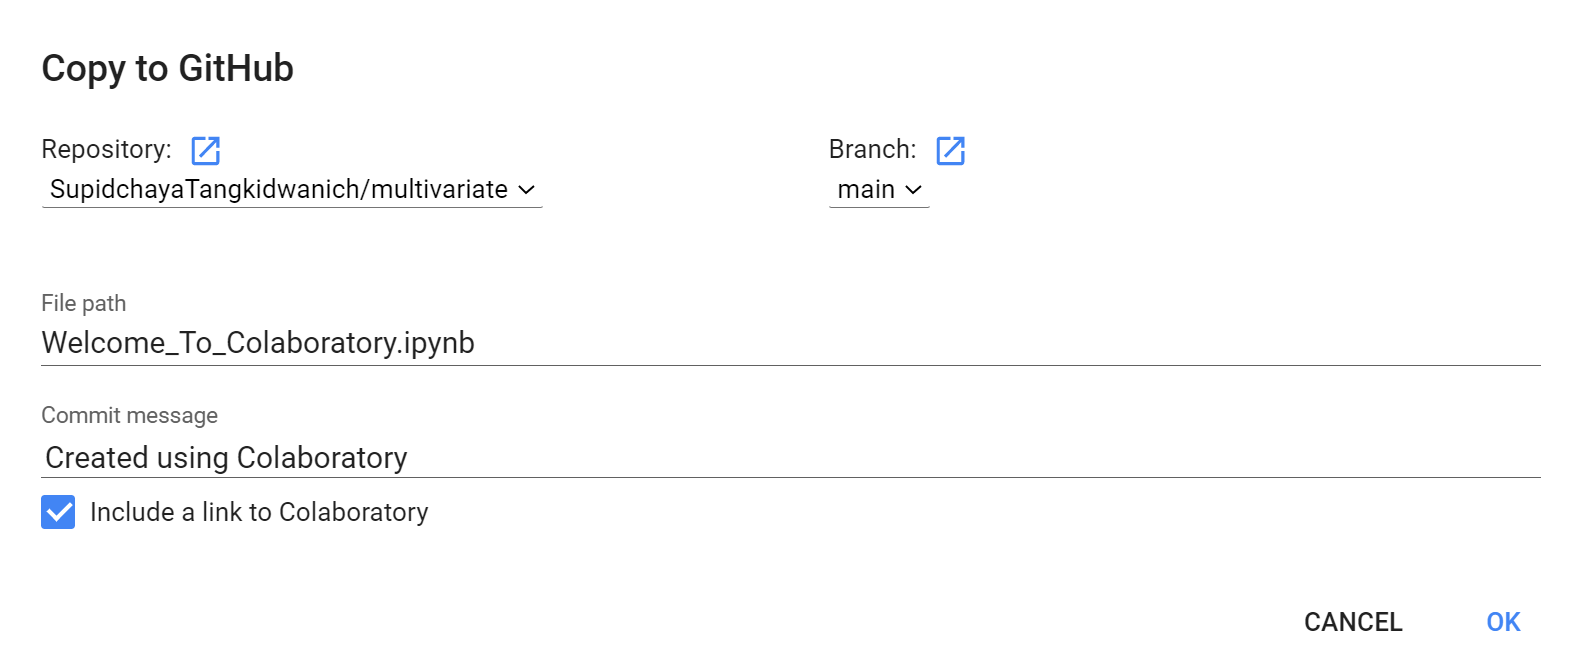 Copy to GitHub
Repository:
Branch:
SupidchayaTangkidwanich/multivariate
main
File path
Welcome_To_Colaboratory.ipynb
Commit message
Created using Colaboratory
Include a link to Colaboratory
CANCEL
OK